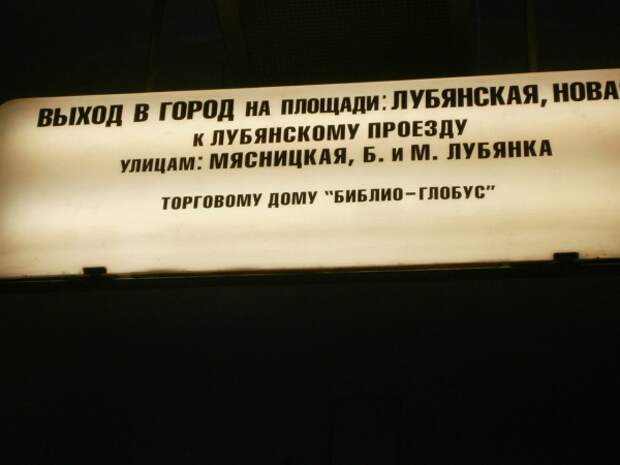 ВЫХОД В ГОРОД НА ПЛОЩАДИ: ЛУБЯНСКАЯ, НОВА
К ЛУБЯНСКОМУ ПРОЕЗДУ
УЛИЦАМ: МЯСНИЦКАЯ, Б. И М. ЛУБЯНКА
ТОРГОВОМУ ДОМУ "БИБЛИО-ГЛОБУС"